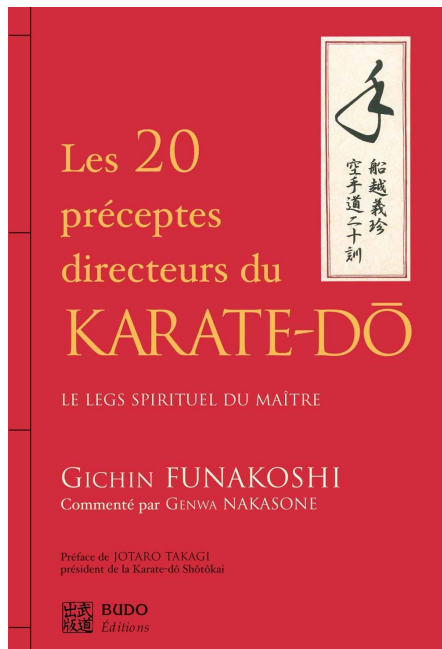 手
船越義珍
空手道二十訓
Les 20
préceptes
directeurs du
KARATE-DŌ
LE LEGS SPIRITUEL DU MAÎTRE
GICHIN FUNAKOSHI
Commenté par GENWA NAKASONE
Préface de JOTARO TAKAGI
président de la Karate-dô Shôtôkai
武道
出版
BUDO
Éditions